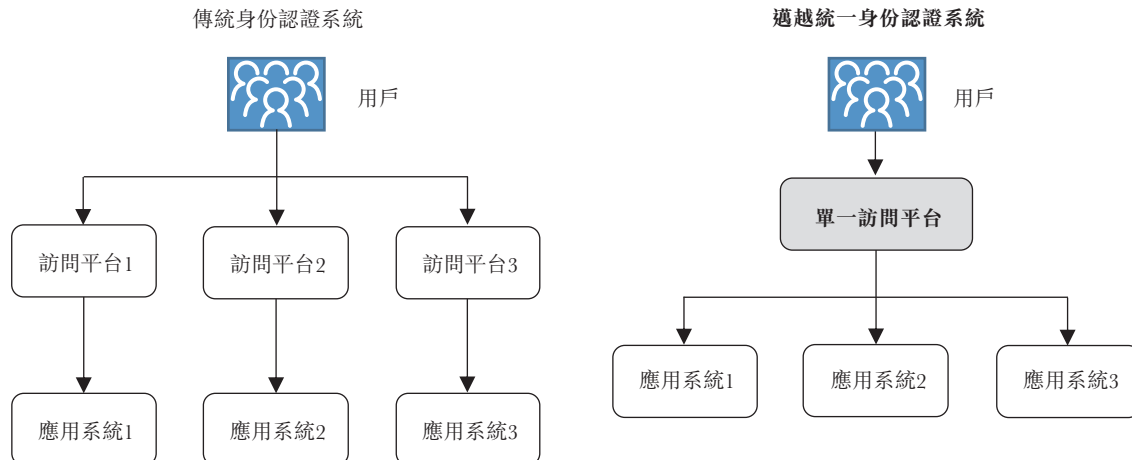 傳統身份認證系統
用戶
訪問平台1
訪問平台2
訪問平台3
應用系統1
應用系統2
應用系統3
邁越統一身份認證系統
用戶
單一訪問平台
應用系統1
應用系統2
應用系統3